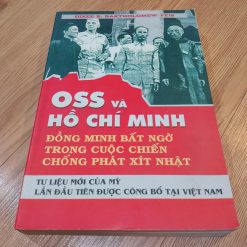 DIXEE R. BARTHOLOMEW-FEIS
OSS VÀ
HỒ CHÍ MINH
ĐỒNG MINH BẤT NGỜ
TRONG CUỘC CHIẾN
CHỐNG PHÁT XÍT NHẬT
TƯ LIỆU MỚI CỦA MỸ
LẦN ĐẦU TIÊN ĐƯỢC CÔNG BỐ TẠI VIỆT NAM